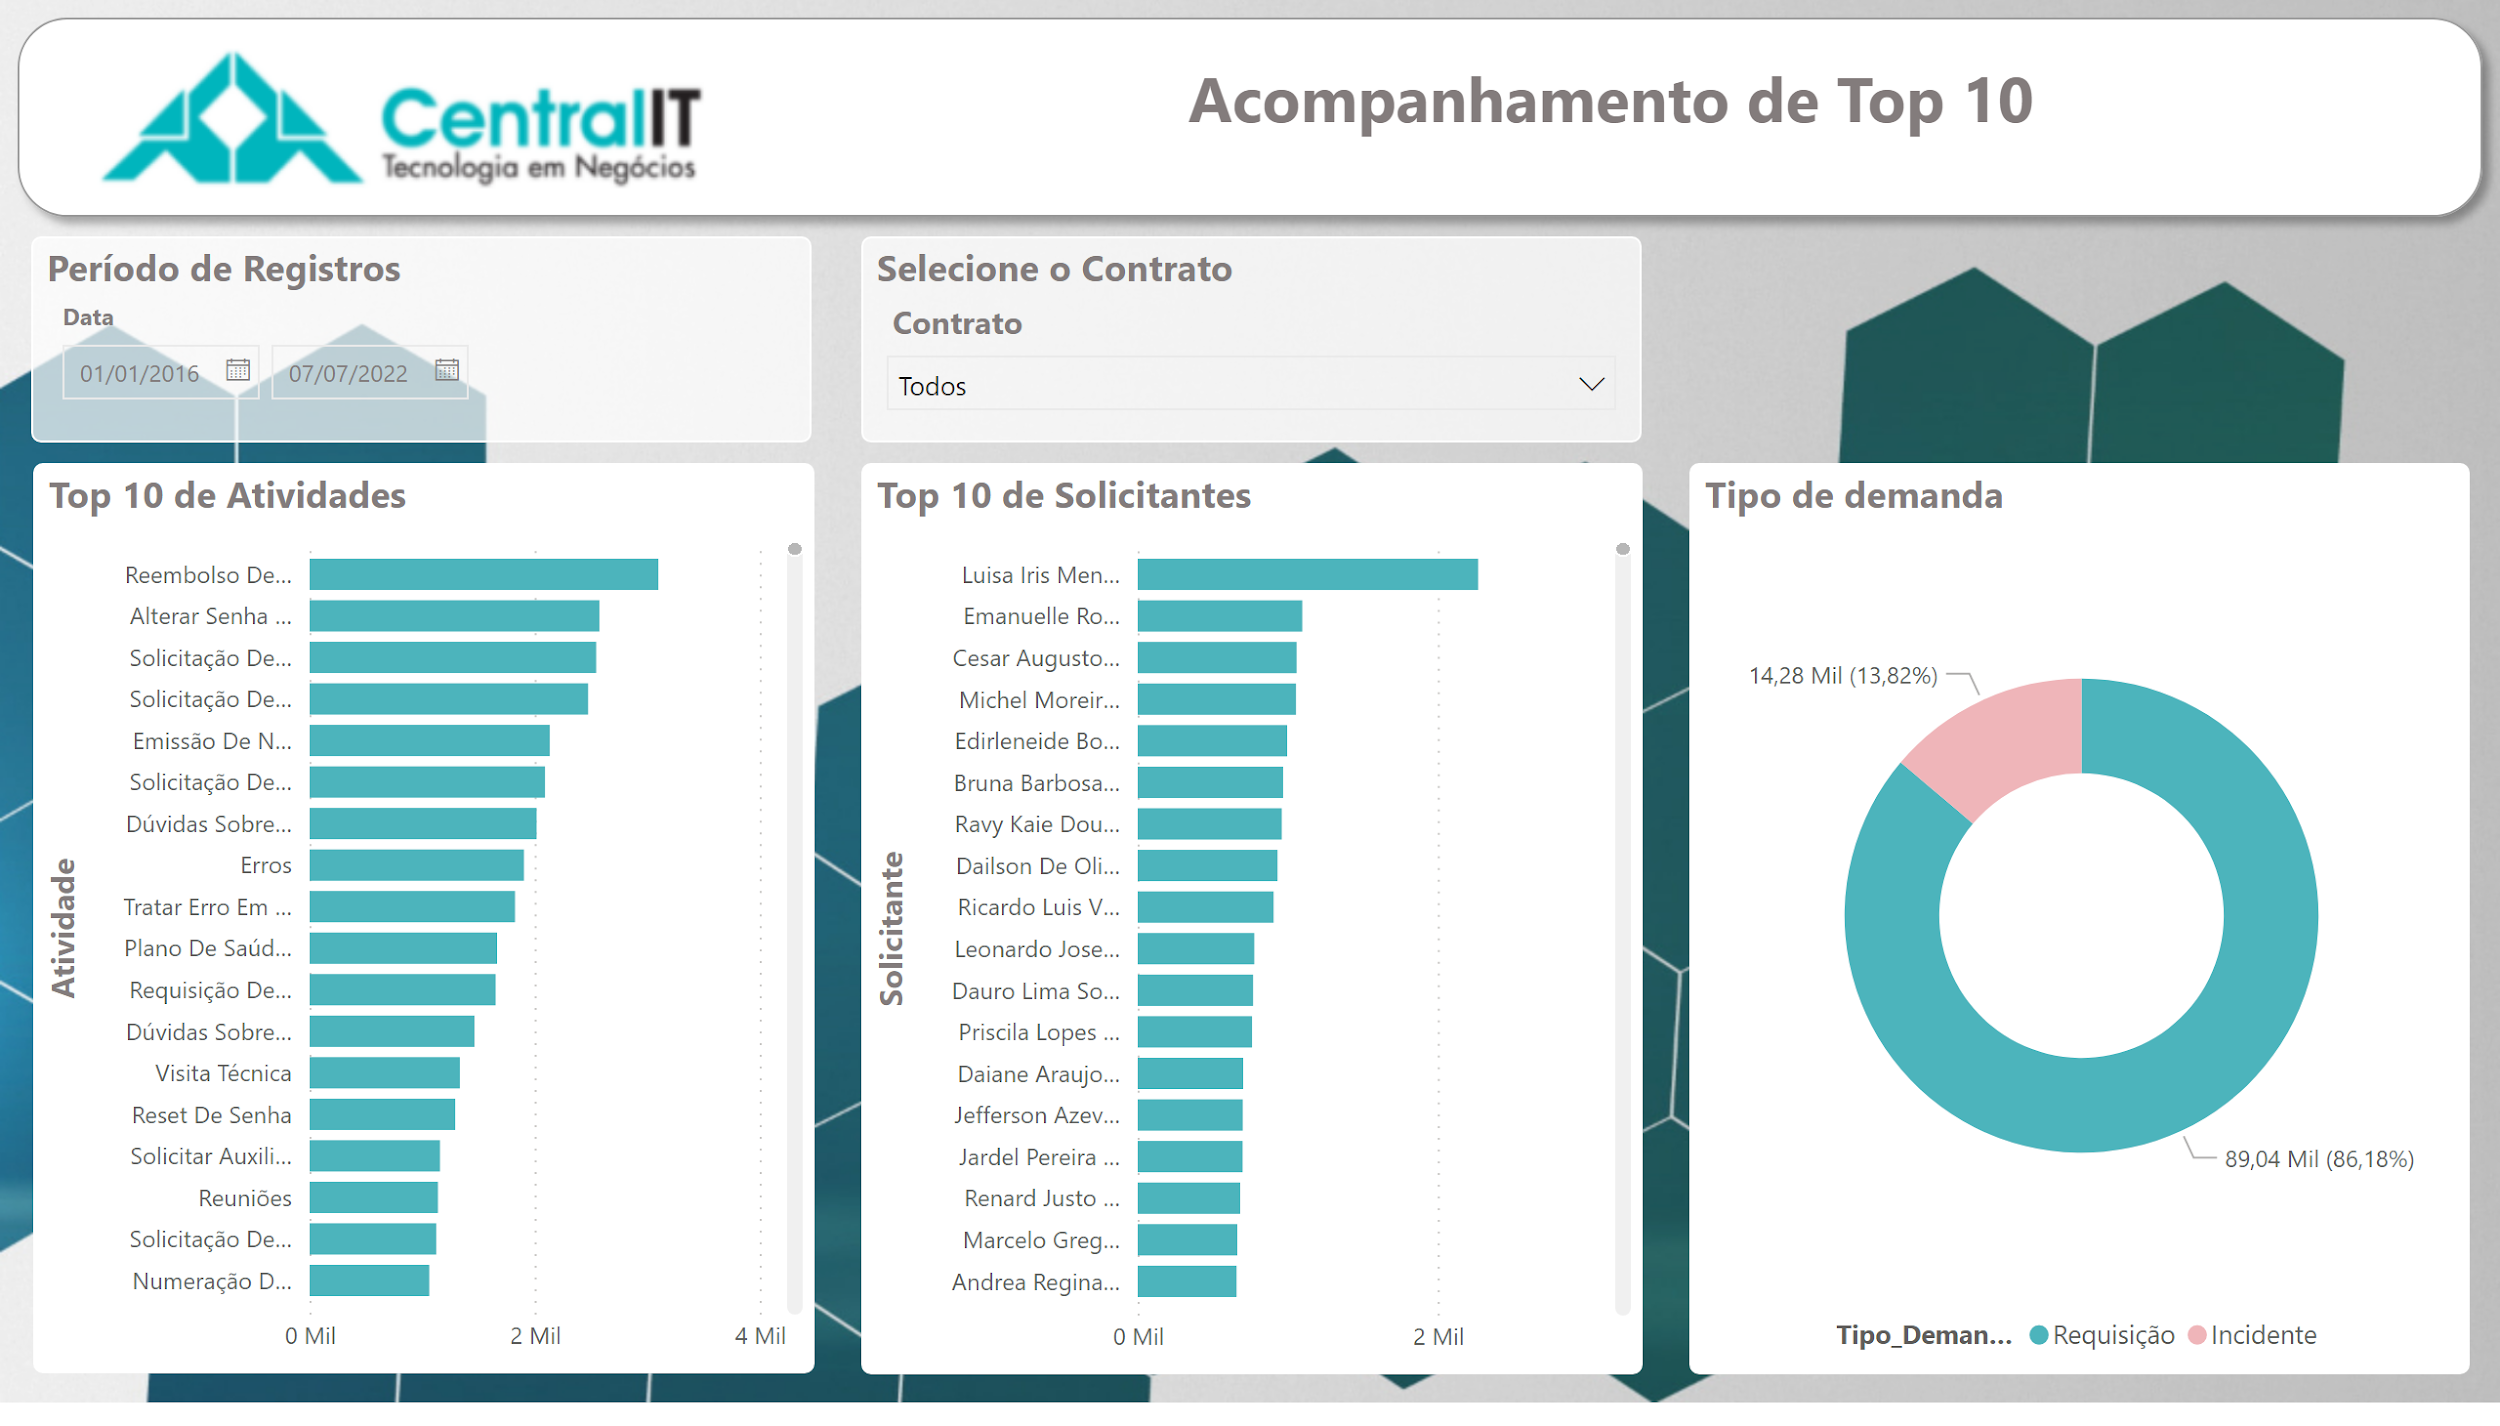 CentralIT
Tecnologia em Negócios
Acompanhamento de Top 10
Período de Registros
Data
01/01/2016
07/07/2022
Selecione o Contrato
Contrato
Todos
Top 10 de Atividades
Atividade
Reembolso De...
Alterar Senha ...
Solicitação De...
Solicitação De...
Emissão De N...
Solicitação De...
Dúvidas Sobre...
Erros
Tratar Erro Em ...
Plano De Saúd...
Requisição De...
Dúvidas Sobre...
Visita Técnica
Reset De Senha
Solicitar Auxili...
Reuniões
Solicitação De...
Numeração D...
0 Mil 2 Mil 4 Mil
Top 10 de Solicitantes
Solicitante
Luisa Iris Men...
Emanuelle Ro...
Cesar Augusto...
Michel Moreir...
Edirleneide Bo...
Bruna Barbosa...
Ravy Kaie Dou...
Dailson De Oli...
Ricardo Luis V...
Leonardo Jose...
Dauro Lima So...
Priscila Lopes ...
Daiane Araujo...
Jefferson Azev...
Jardel Pereira ...
Renard Justo ...
Marcelo Greg...
Andrea Regina...
0 Mil 2 Mil
Tipo de demanda
14,28 Mil (13,82%)
89,04 Mil (86,18%)
Tipo_Deman... Requisição Incidente